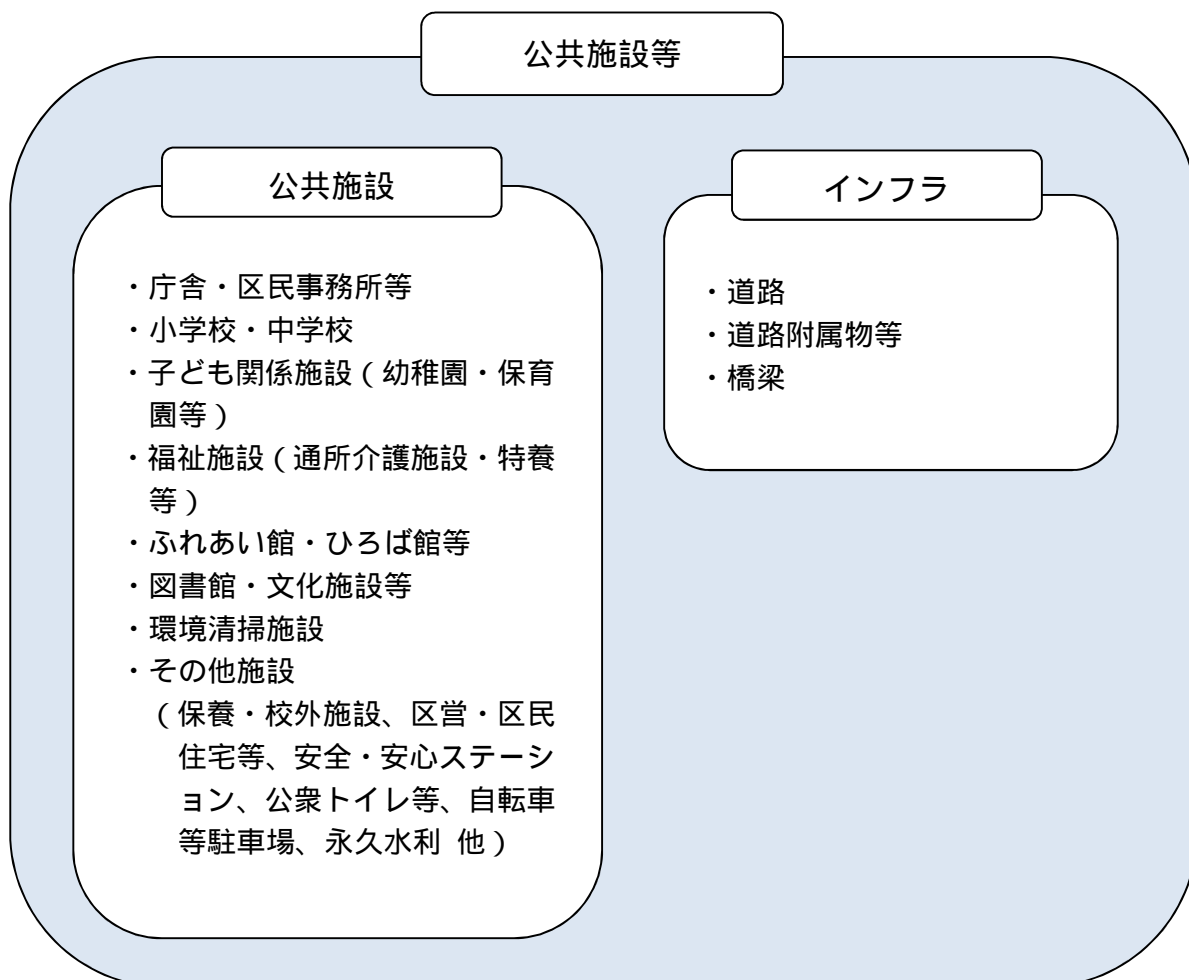 公共施設等
公共施設
・庁舎・区民事務所等
・小学校・中学校
・子ども関係施設(幼稚園・保育
園等)
・福祉施設(通所介護施設・特養
等)
・ふれあい館・ひろば館等
・図書館・文化施設等
・環境清掃施設
・その他施設
(保養・校外施設、区営・区民
住宅等、安全・安心ステーシ
ョン、公衆トイレ等、自転車
等駐車場、永久水利 他)
インフラ
・道路
・道路附属物等
・橋梁